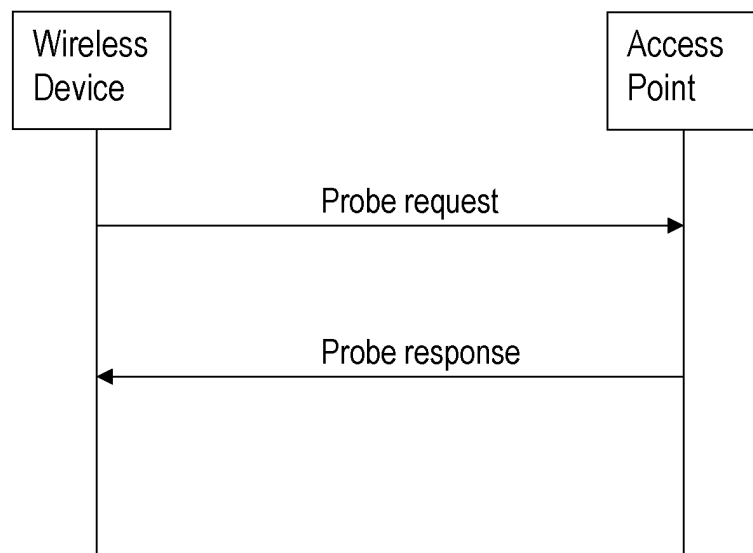 Wireless
Device
Access
Point
Probe request
Probe response